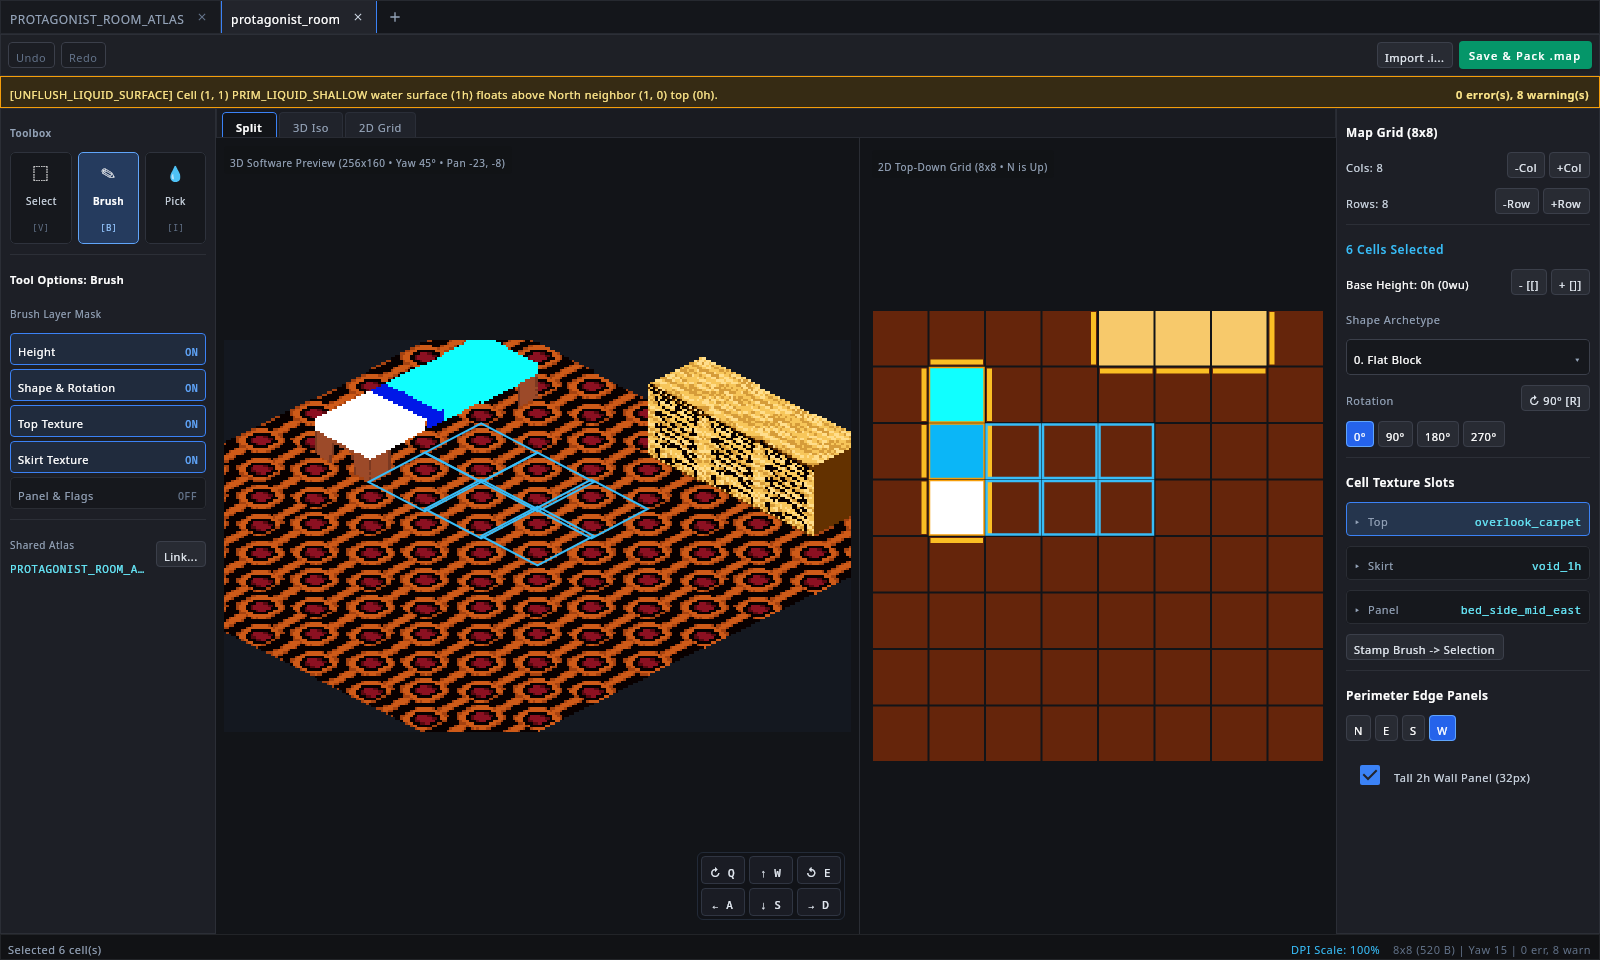 PROTAGONIST_ROOM_ATLAS ×
protagonist_room ×
+
Undo
Redo
Import .i...
Save & Pack .map
[UNFLUSH_LIQUID_SURFACE] Cell (1, 1) PRIM_LIQUID_SHALLOW water surface (1h) floats above North neighbor (1, 0) top (0h).
0 error(s), 8 warning(s)
Toolbox
Select
[V]
Brush
[B]
Pick
[I]
Tool Options: Brush
Brush Layer Mask
Height ON
Shape & Rotation ON
Top Texture ON
Skirt Texture ON
Panel & Flags OFF
Shared Atlas
PROTAGONIST_ROOM_A…
Link...
Split
3D Iso
2D Grid
3D Software Preview (256x160 • Yaw 45° • Pan -23, -8)
↻ Q
↑ W
↺ E
← A
↓ S
→ D
2D Top-Down Grid (8x8 • N is Up)
Map Grid (8x8)
Cols: 8
-Col
+Col
Rows: 8
-Row
+Row
6 Cells Selected
Base Height: 0h (0wu)
- [[]
+ []]
Shape Archetype
0. Flat Block
Rotation
↻ 90° [R]
0°
90°
180°
270°
Cell Texture Slots
Top overlook_carpet
Skirt void_1h
Panel bed_side_mid_east
Stamp Brush -> Selection
Perimeter Edge Panels
N
E
S
W
Tall 2h Wall Panel (32px)
Selected 6 cell(s)
DPI Scale: 100%
8x8 (520 B) | Yaw 15 | 0 err, 8 warn